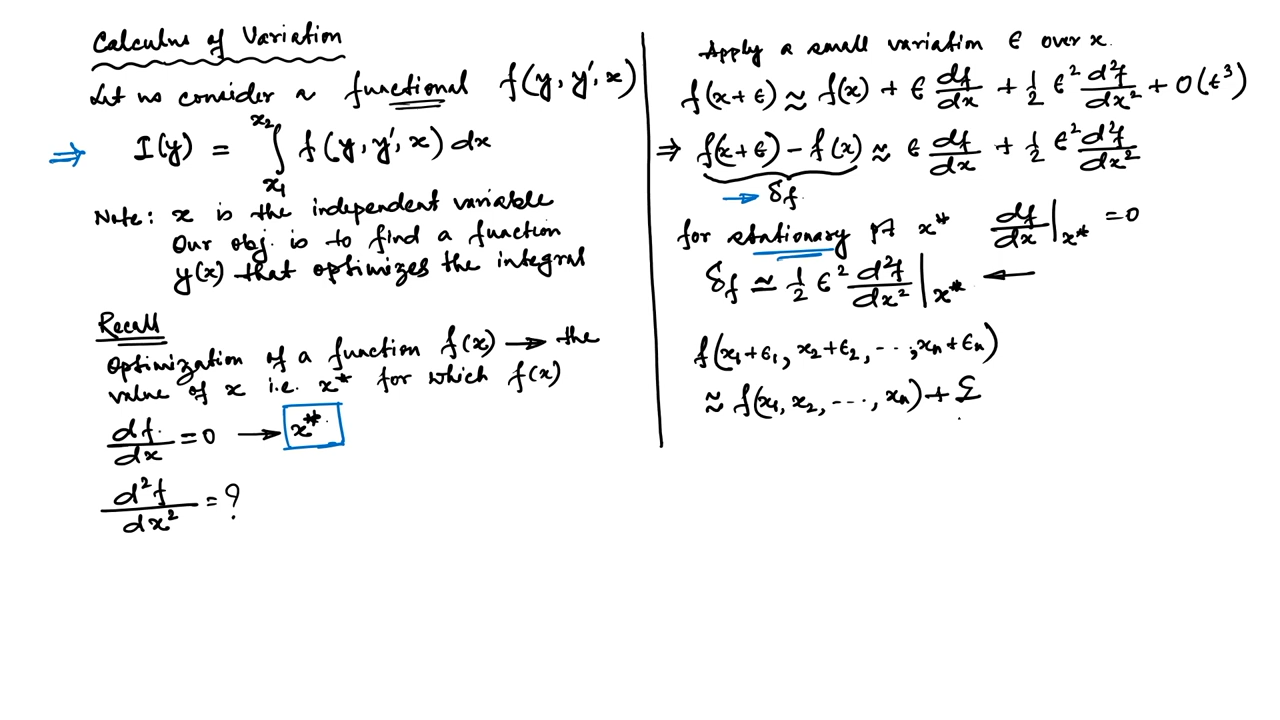 Calculus of Variation
Let us consider a functional f(y, y', x)
⇒ I(y) = ∫_{x₁}^{x₂} f(y, y', x) dx
Note: x is the independent variable
Our obj. is to find a function
y(x) that optimizes the integral
Recall
Optimization of a function f(x) → the
value of x i.e. x* for which f(x)
df/dx = 0 → x*
d²f/dx² = ?
Apply a small variation ϵ over x.
f(x+ϵ) ≈ f(x) + ϵ df/dx + 1/2 ϵ² d²f/dx² + O(ϵ³)
⇒ f(x+ϵ) − f(x) ≈ ϵ df/dx + 1/2 ϵ² d²f/dx²
→ δf
for stationary pt x* df/dx|x* = 0
δf ≃ 1/2 ϵ² d²f/dx²|x* ←
f(x₁+ϵ₁, x₂+ϵ₂, ---, xₙ+ϵₙ)
≈ f(x₁, x₂, ---, xₙ) + Σ